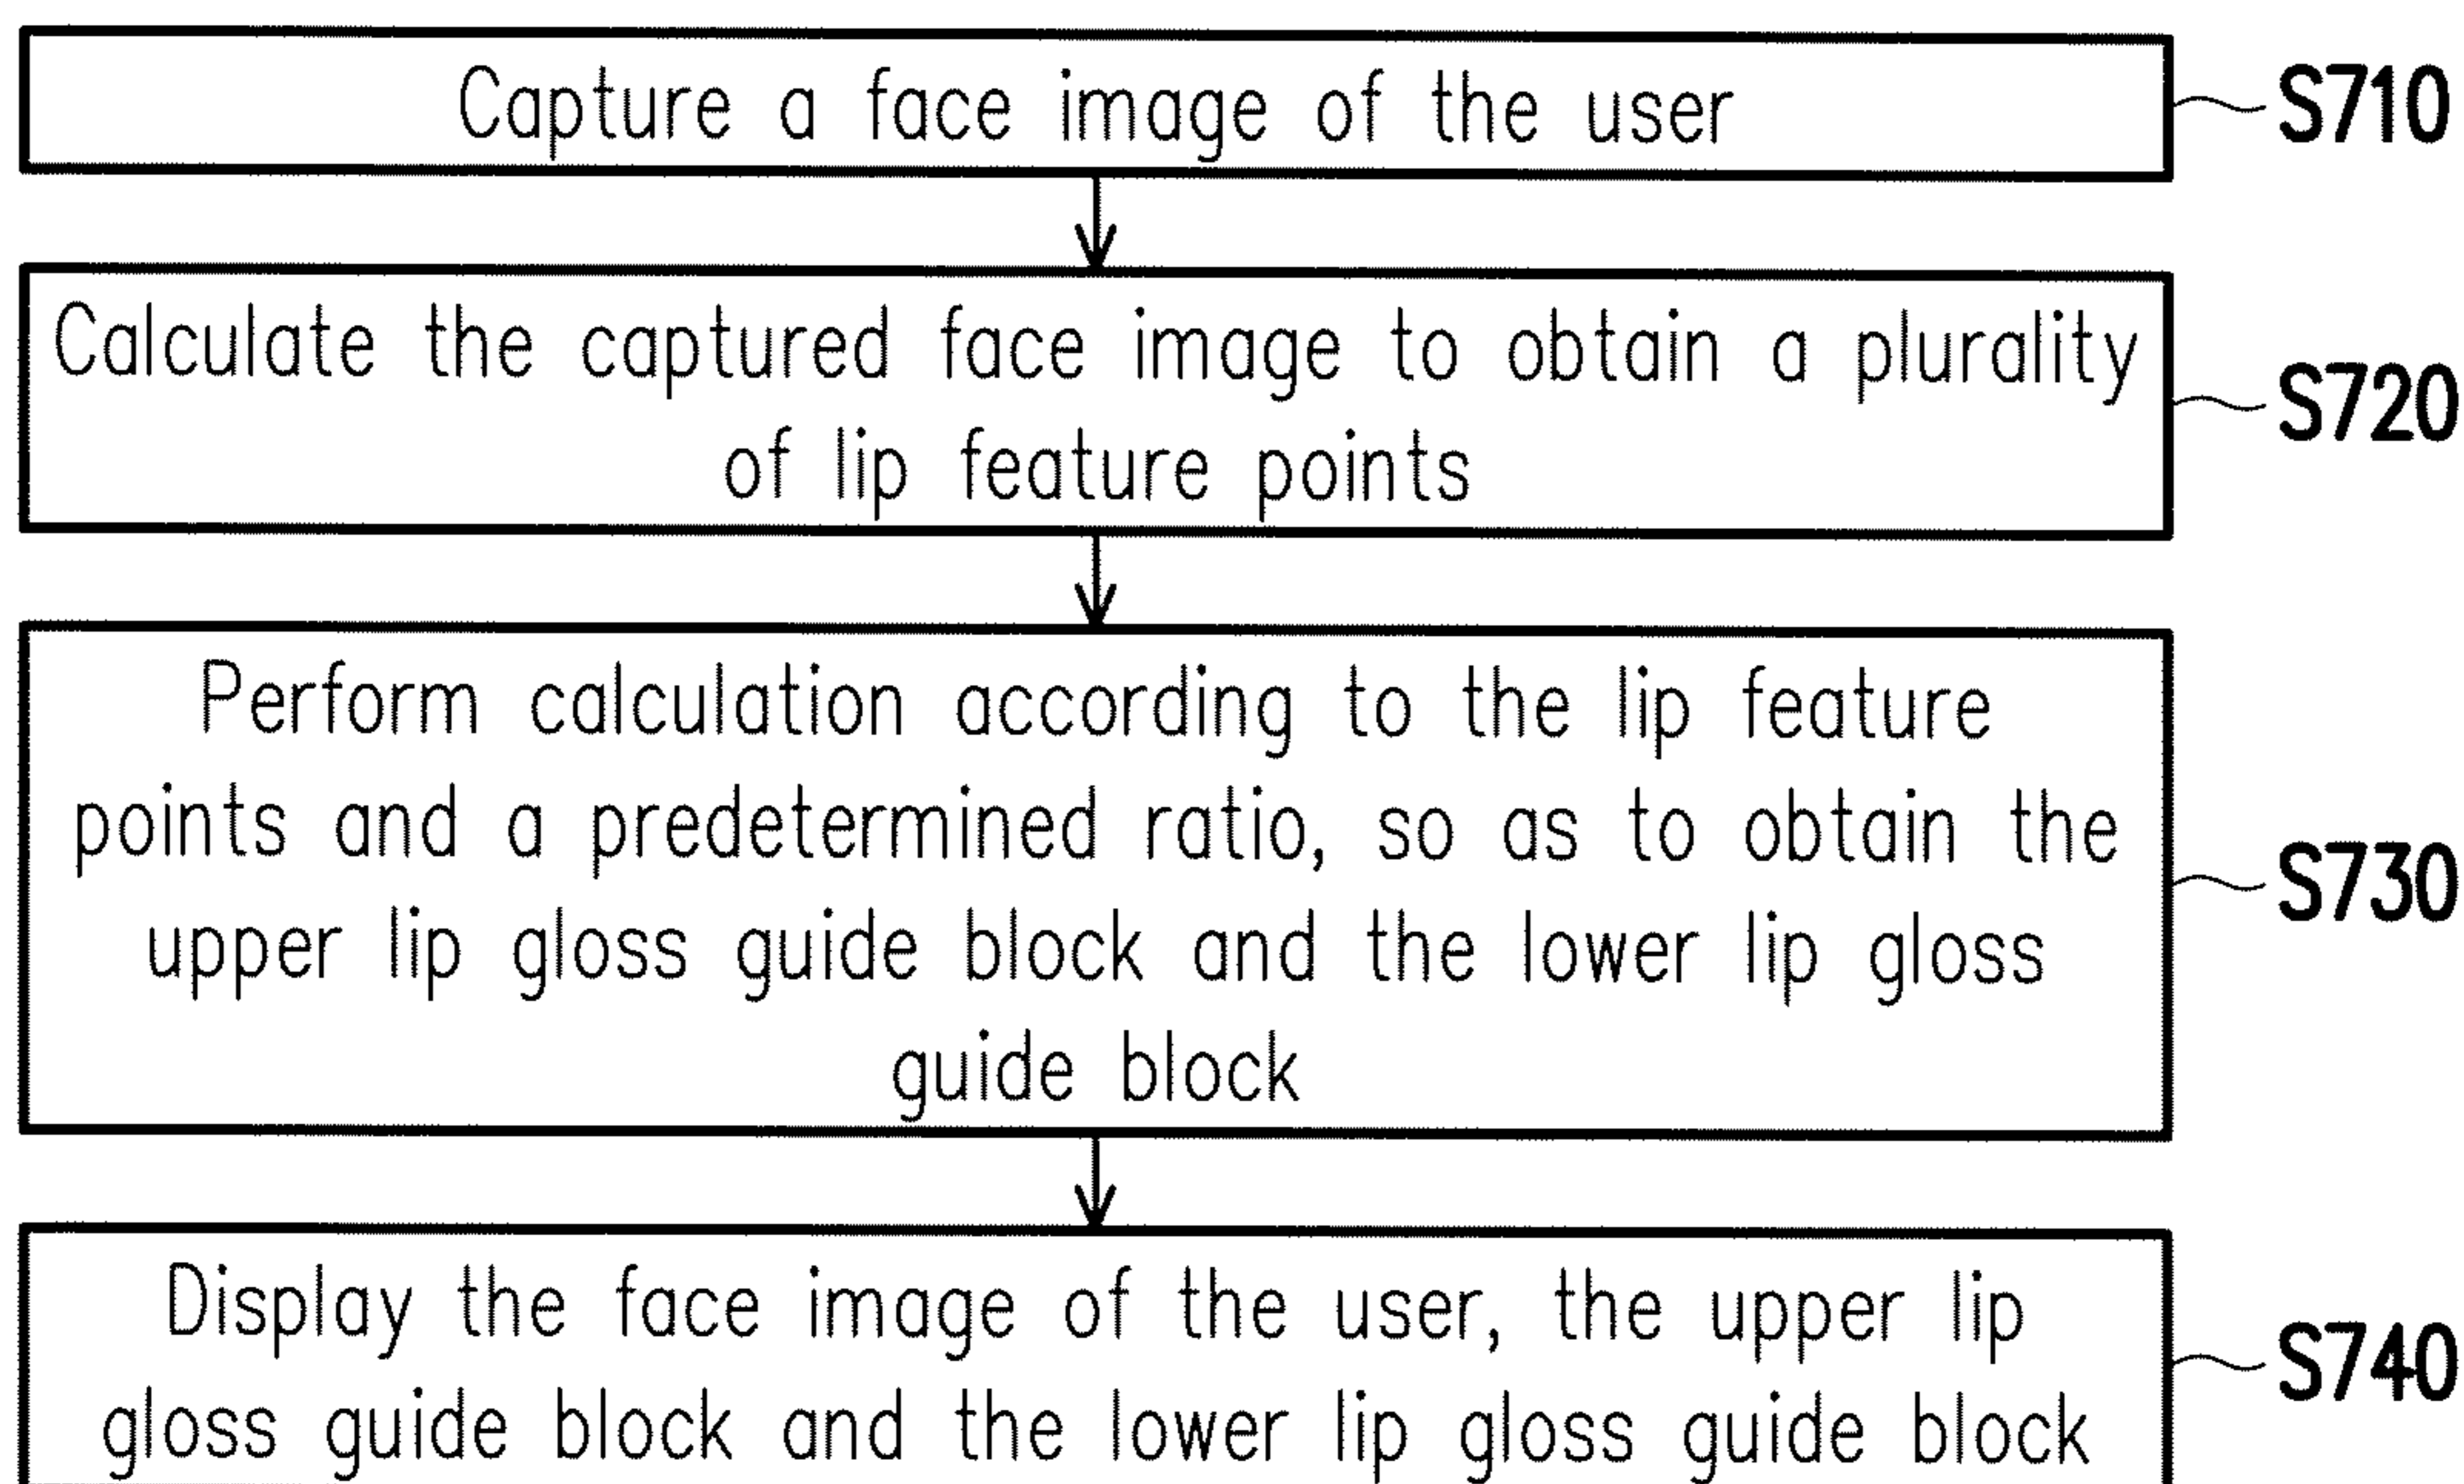 Capture a face image of the user
S710
Calculate the captured face image to obtain a plurality
of lip feature points
S720
Perform calculation according to the lip feature
points and a predetermined ratio, so as to obtain the
upper lip gloss guide block and the lower lip gloss
guide block
S730
Display the face image of the user, the upper lip
gloss guide block and the lower lip gloss guide block
S740